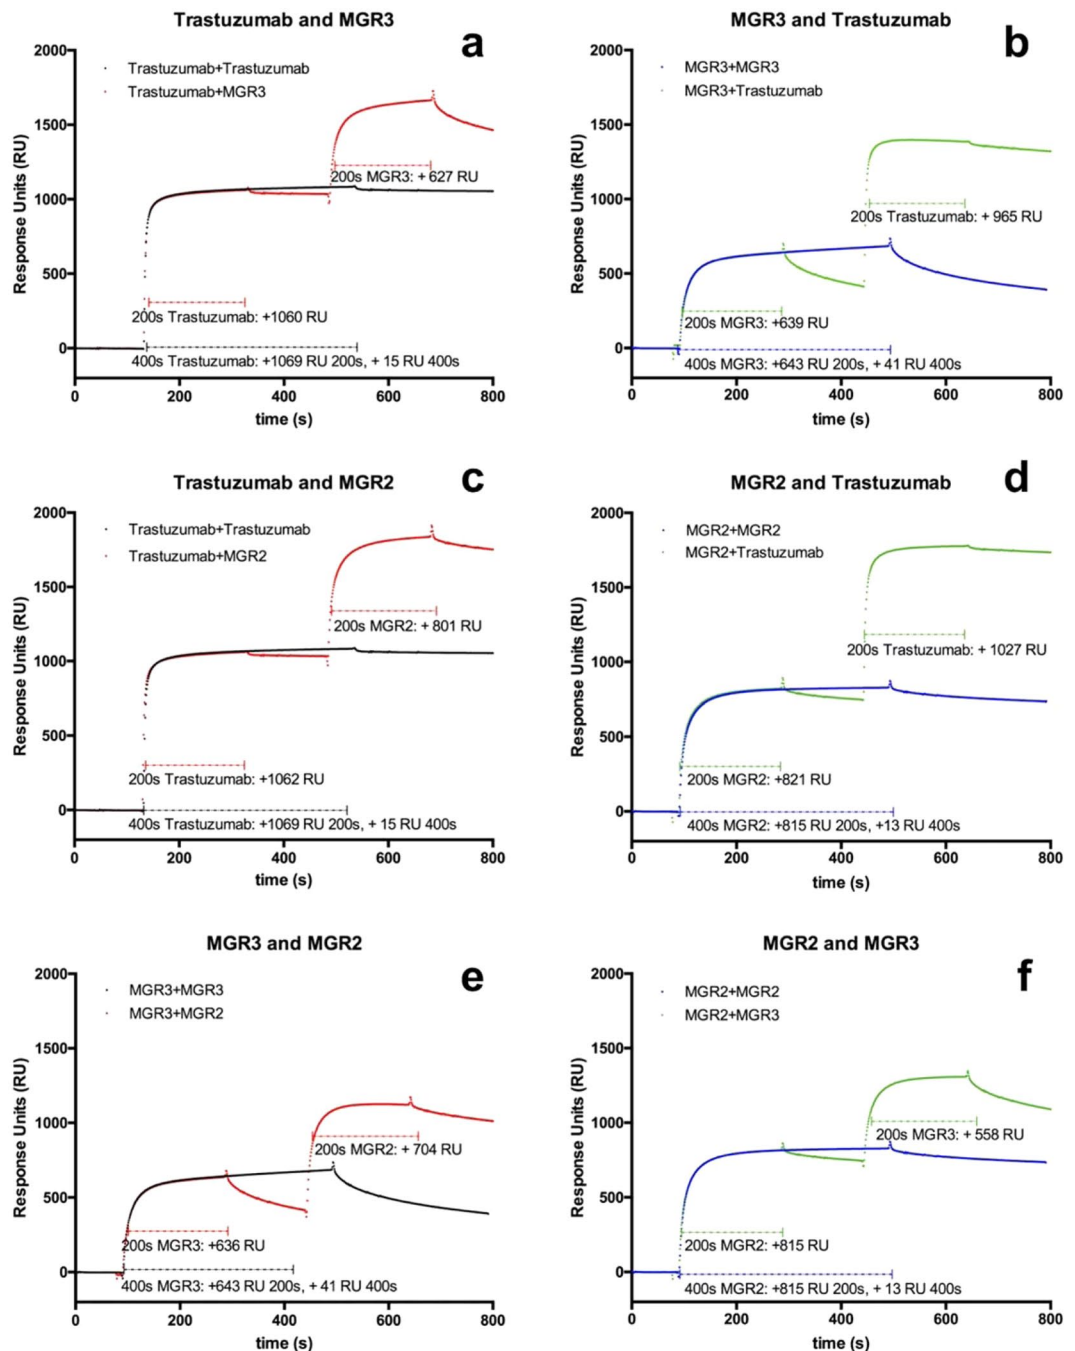 Trastuzumab and MGR3
a
Trastuzumab+Trastuzumab
Trastuzumab+MGR3
Response Units (RU)
2000
1500
1000
500
0
200s MGR3: + 627 RU
200s Trastuzumab: +1060 RU
400s Trastuzumab: +1069 RU 200s, + 15 RU 400s
0 200 400 600 800
time (s)
MGR3 and Trastuzumab
b
MGR3+MGR3
MGR3+Trastuzumab
Response Units (RU)
2000
1500
1000
500
0
200s Trastuzumab: + 965 RU
200s MGR3: +639 RU
400s MGR3: +643 RU 200s, + 41 RU 400s
0 200 400 600 800
time (s)
Trastuzumab and MGR2
c
Trastuzumab+Trastuzumab
Trastuzumab+MGR2
Response Units (RU)
2000
1500
1000
500
0
200s MGR2: + 801 RU
200s Trastuzumab: +1062 RU
400s Trastuzumab: +1069 RU 200s, + 15 RU 400s
0 200 400 600 800
time (s)
MGR2 and Trastuzumab
d
MGR2+MGR2
MGR2+Trastuzumab
Response Units (RU)
2000
1500
1000
500
0
200s Trastuzumab: + 1027 RU
200s MGR2: +821 RU
400s MGR2: +815 RU 200s, +13 RU 400s
0 200 400 600 800
time (s)
MGR3 and MGR2
e
MGR3+MGR3
MGR3+MGR2
Response Units (RU)
2000
1500
1000
500
0
200s MGR2: + 704 RU
200s MGR3: +636 RU
400s MGR3: +643 RU 200s, + 41 RU 400s
0 200 400 600 800
time (s)
MGR2 and MGR3
f
MGR2+MGR2
MGR2+MGR3
Response Units (RU)
2000
1500
1000
500
0
200s MGR3: + 558 RU
200s MGR2: +815 RU
400s MGR2: +815 RU 200s, + 13 RU 400s
0 200 400 600 800
time (s)